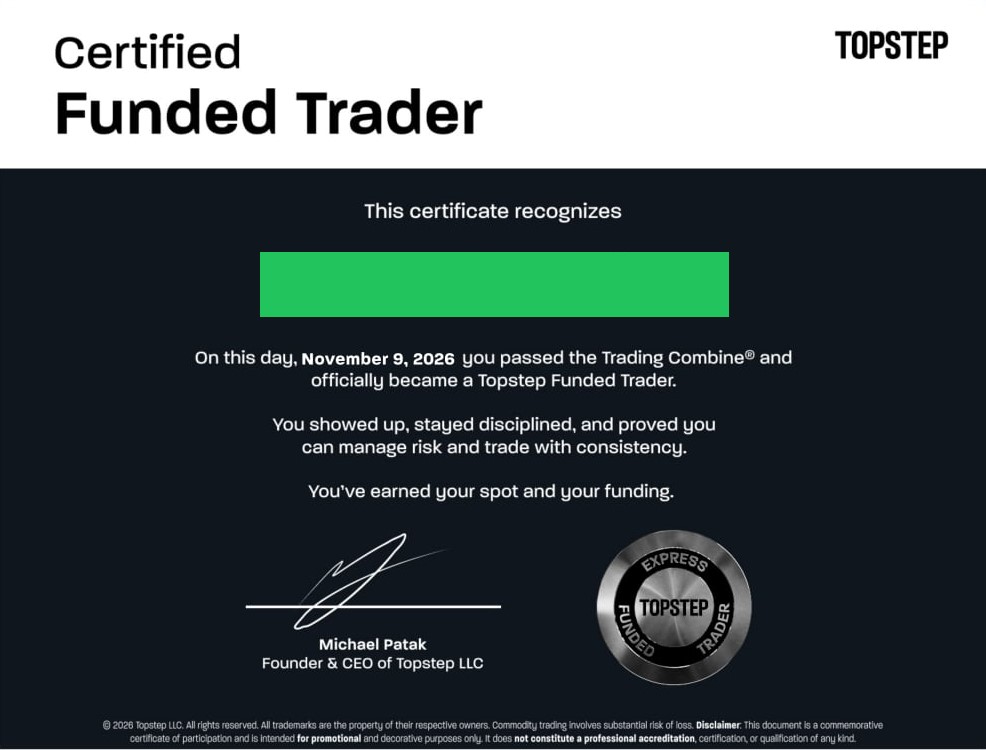 Certified
TOPSTEP
Funded Trader
This certificate recognizes
On this day, November 9, 2026 you passed the Trading Combine® and
officially became a Topstep Funded Trader.
You showed up, stayed disciplined, and proved you
can manage risk and trade with consistency.
You've earned your spot and your funding.
EXPRESS
TOPSTEP
FUNDED
TRADER
Michael Patak
Founder & CEO of Topstep LLC
© 2026 Topstep LLC. All rights reserved. All trademarks are the property of their respective owners. Commodity trading involves substantial risk of loss. Disclaimer: This document is a commemorative
certificate of participation and is intended for promotional and decorative purposes only. It does not constitute a professional accreditation, certification, or qualification of any kind.